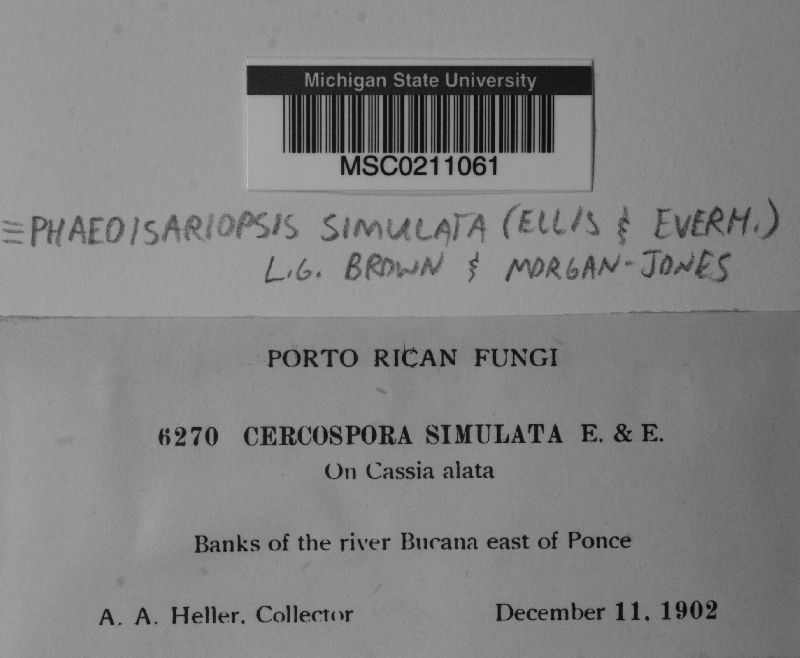 Michigan State University
MSC0211061
≡ PHAEOISARIOPSIS SIMULATA (ELLIS & EVERH.)
L.G. BROWN & MORGAN-JONES
PORTO RICAN FUNGI
6270 CERCOSPORA SIMULATA E. & E.
On Cassia alata
Banks of the river Bucana east of Ponce
A. A. Heller, Collector December 11, 1902